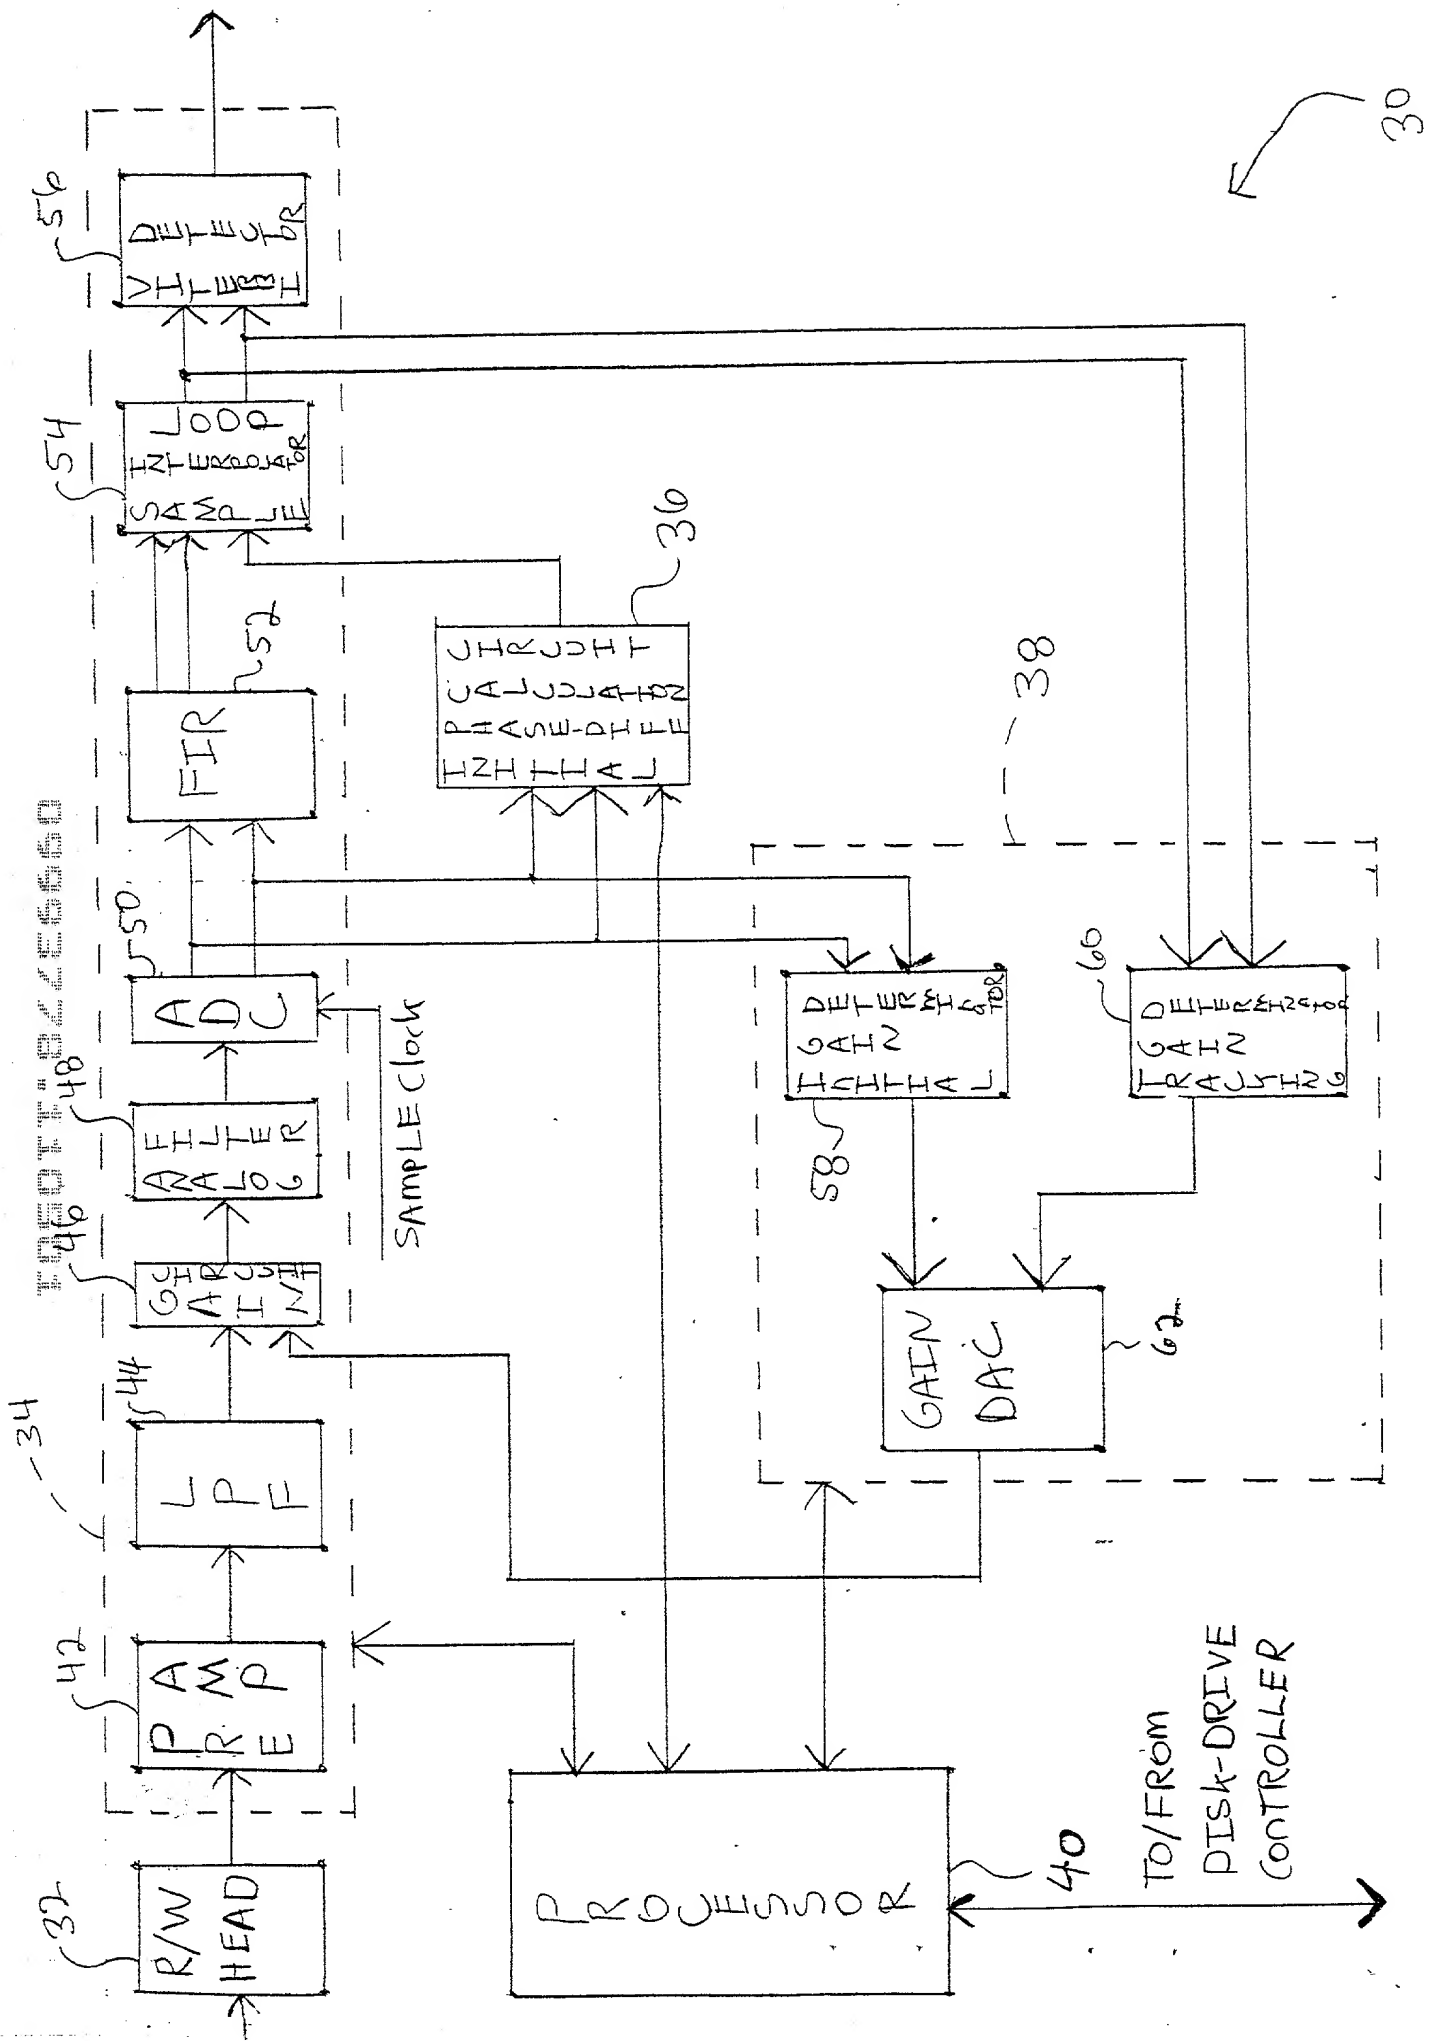 34
32
R/W
HEAD
42
PRE
AMP
44
LPF
46
GAIN
CIRCUIT
48
ANALOG
FILTER
50
ADC
SAMPLE Clock
52
FIR
54
SAMPLE
INTERPOLATOR
LOOP
56
VITERBI
DETECTOR
INITIAL
PHASE-DIFF
CALCULATION
CIRCUIT
36
38
INITIAL
GAIN
DETERMINATOR
58
TRACKING
GAIN
DETERMINATOR
60
GAIN
DAC
62
PROCESSOR
40
TO/FROM
DISK-DRIVE
CONTROLLER
30